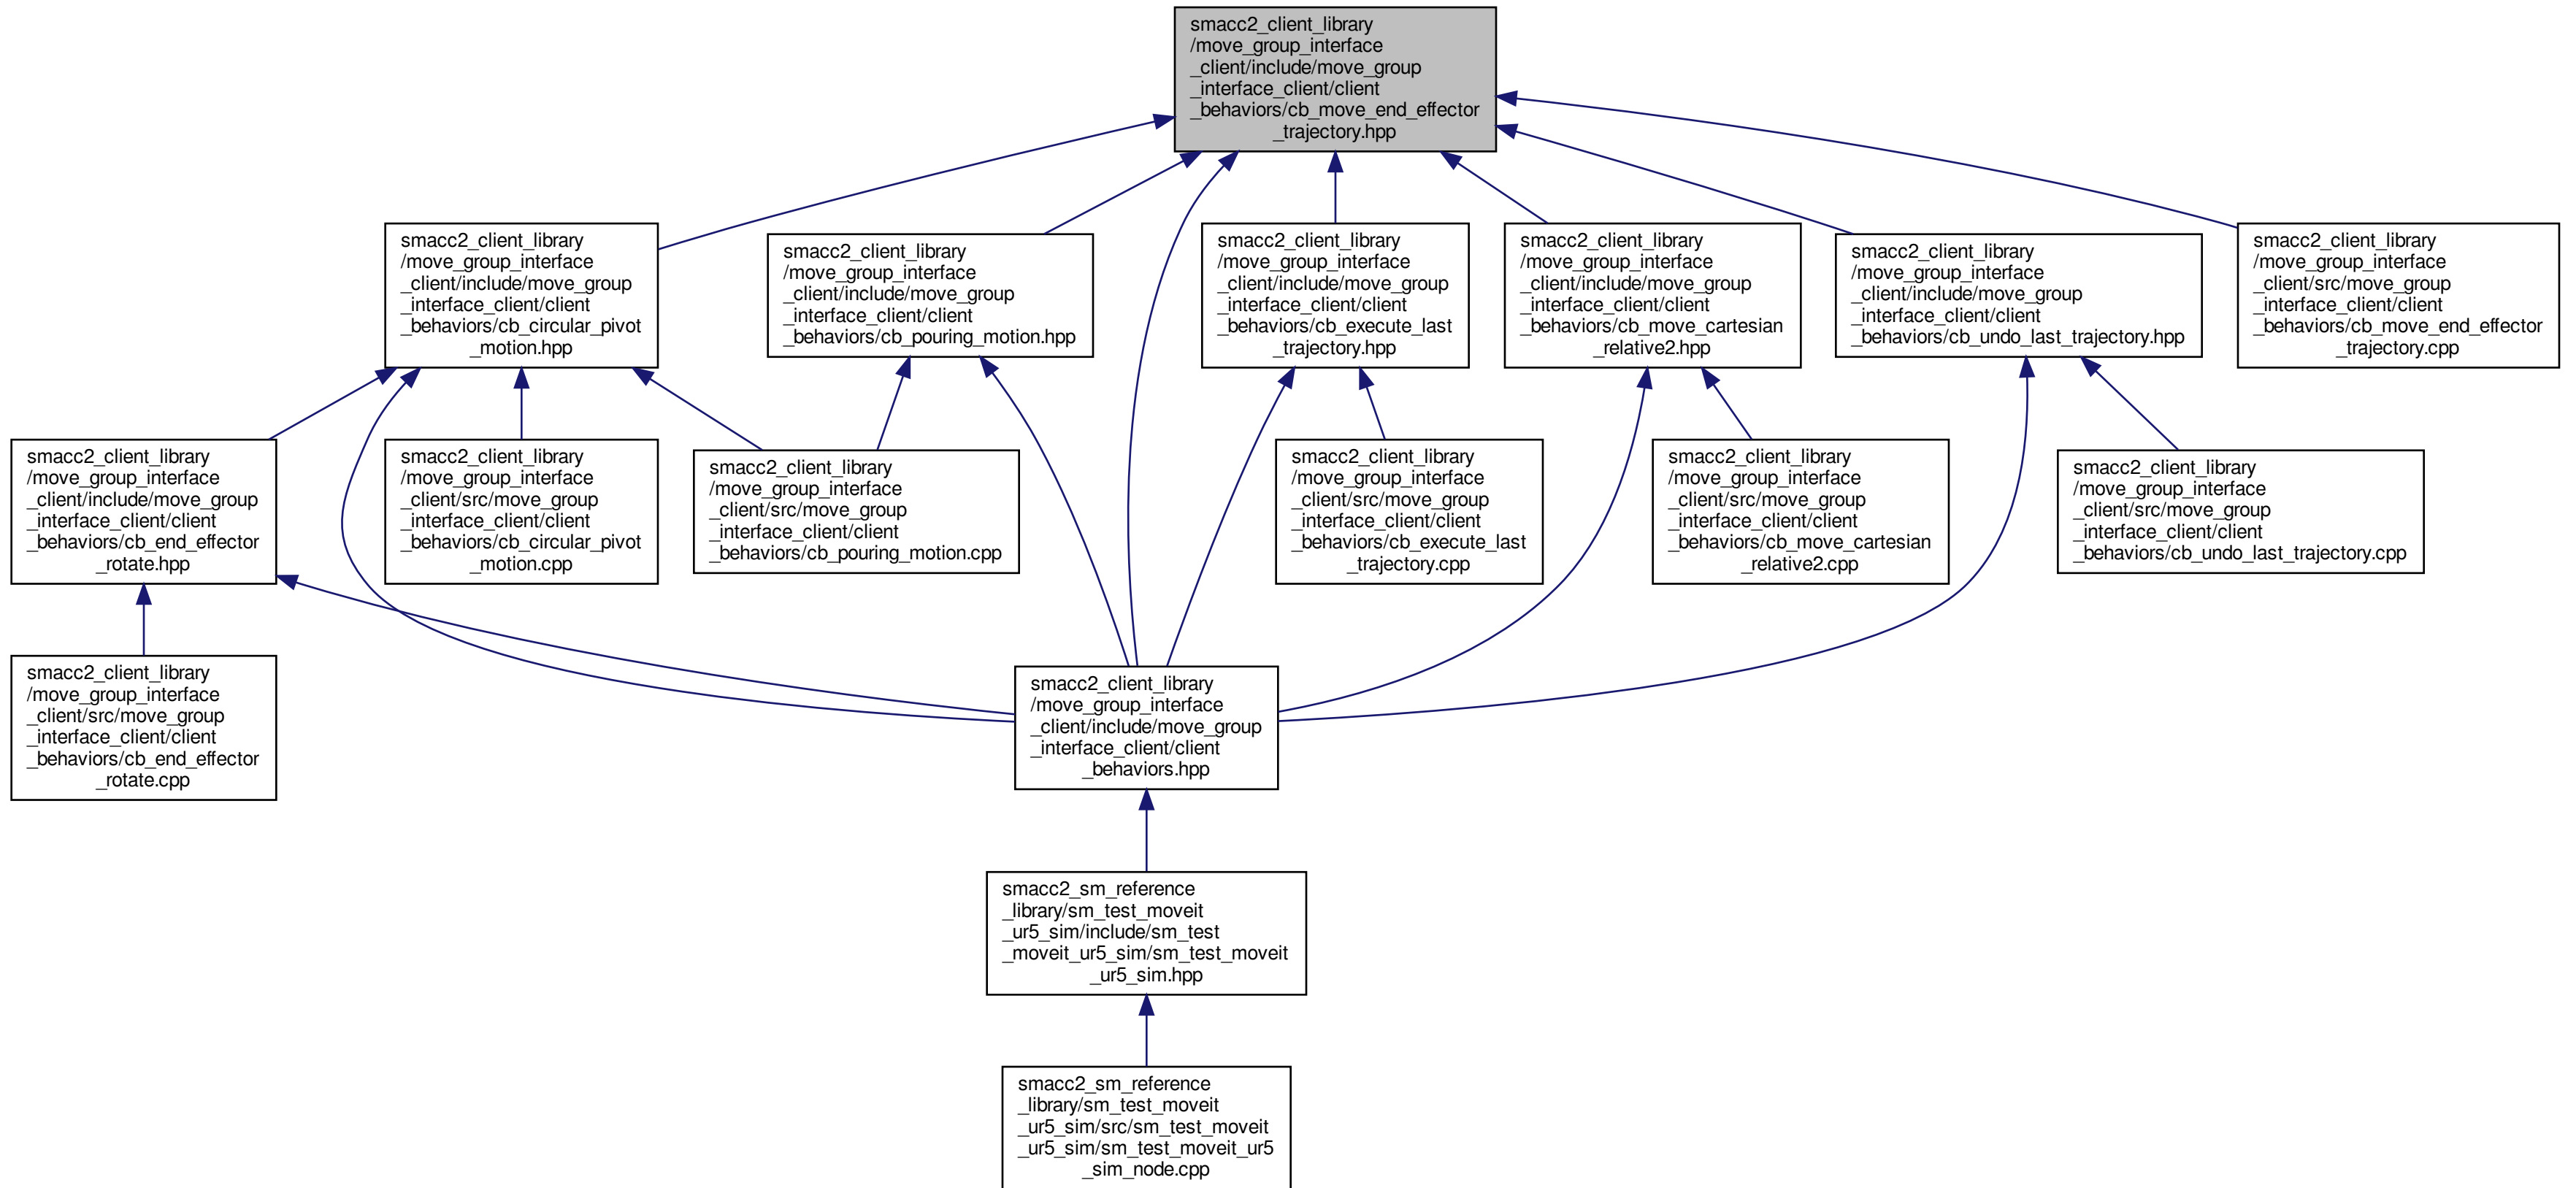 smacc2_client_library
/move_group_interface
_client/include/move_group
_interface_client/client
_behaviors/cb_move_end_effector
_trajectory.hpp
smacc2_client_library
/move_group_interface
_client/include/move_group
_interface_client/client
_behaviors/cb_circular_pivot
_motion.hpp
smacc2_client_library
/move_group_interface
_client/include/move_group
_interface_client/client
_behaviors/cb_pouring_motion.hpp
smacc2_client_library
/move_group_interface
_client/include/move_group
_interface_client/client
_behaviors/cb_execute_last
_trajectory.hpp
smacc2_client_library
/move_group_interface
_client/include/move_group
_interface_client/client
_behaviors/cb_move_cartesian
_relative2.hpp
smacc2_client_library
/move_group_interface
_client/include/move_group
_interface_client/client
_behaviors/cb_undo_last_trajectory.hpp
smacc2_client_library
/move_group_interface
_client/src/move_group
_interface_client/client
_behaviors/cb_move_end_effector
_trajectory.cpp
smacc2_client_library
/move_group_interface
_client/include/move_group
_interface_client/client
_behaviors/cb_end_effector
_rotate.hpp
smacc2_client_library
/move_group_interface
_client/src/move_group
_interface_client/client
_behaviors/cb_circular_pivot
_motion.cpp
smacc2_client_library
/move_group_interface
_client/src/move_group
_interface_client/client
_behaviors/cb_pouring_motion.cpp
smacc2_client_library
/move_group_interface
_client/src/move_group
_interface_client/client
_behaviors/cb_execute_last
_trajectory.cpp
smacc2_client_library
/move_group_interface
_client/src/move_group
_interface_client/client
_behaviors/cb_move_cartesian
_relative2.cpp
smacc2_client_library
/move_group_interface
_client/src/move_group
_interface_client/client
_behaviors/cb_undo_last_trajectory.cpp
smacc2_client_library
/move_group_interface
_client/src/move_group
_interface_client/client
_behaviors/cb_end_effector
_rotate.cpp
smacc2_client_library
/move_group_interface
_client/include/move_group
_interface_client/client
_behaviors.hpp
smacc2_sm_reference
_library/sm_test_moveit
_ur5_sim/include/sm_test
_moveit_ur5_sim/sm_test_moveit
_ur5_sim.hpp
smacc2_sm_reference
_library/sm_test_moveit
_ur5_sim/src/sm_test_moveit
_ur5_sim/sm_test_moveit_ur5
_sim_node.cpp